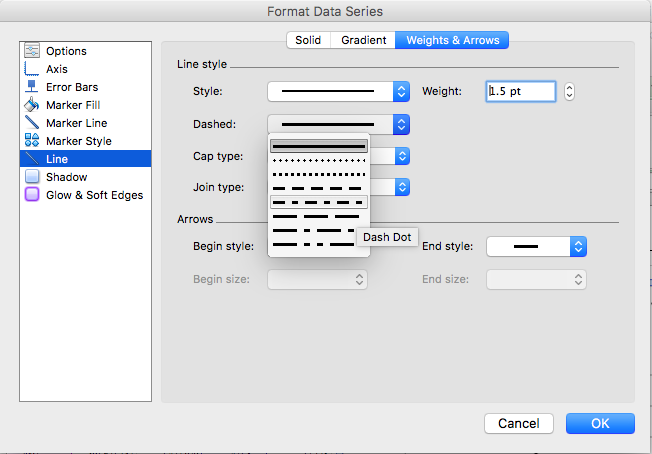 Format Data Series
Solid Gradient Weights & Arrows
Options
Axis
Error Bars
Marker Fill
Marker Line
Marker Style
Line
Shadow
Glow & Soft Edges
Line style
Style: Weight: 1.5 pt
Dashed:
Cap type:
Join type:
Arrows
Dash Dot
Begin style: End style:
Begin size: End size:
Cancel OK